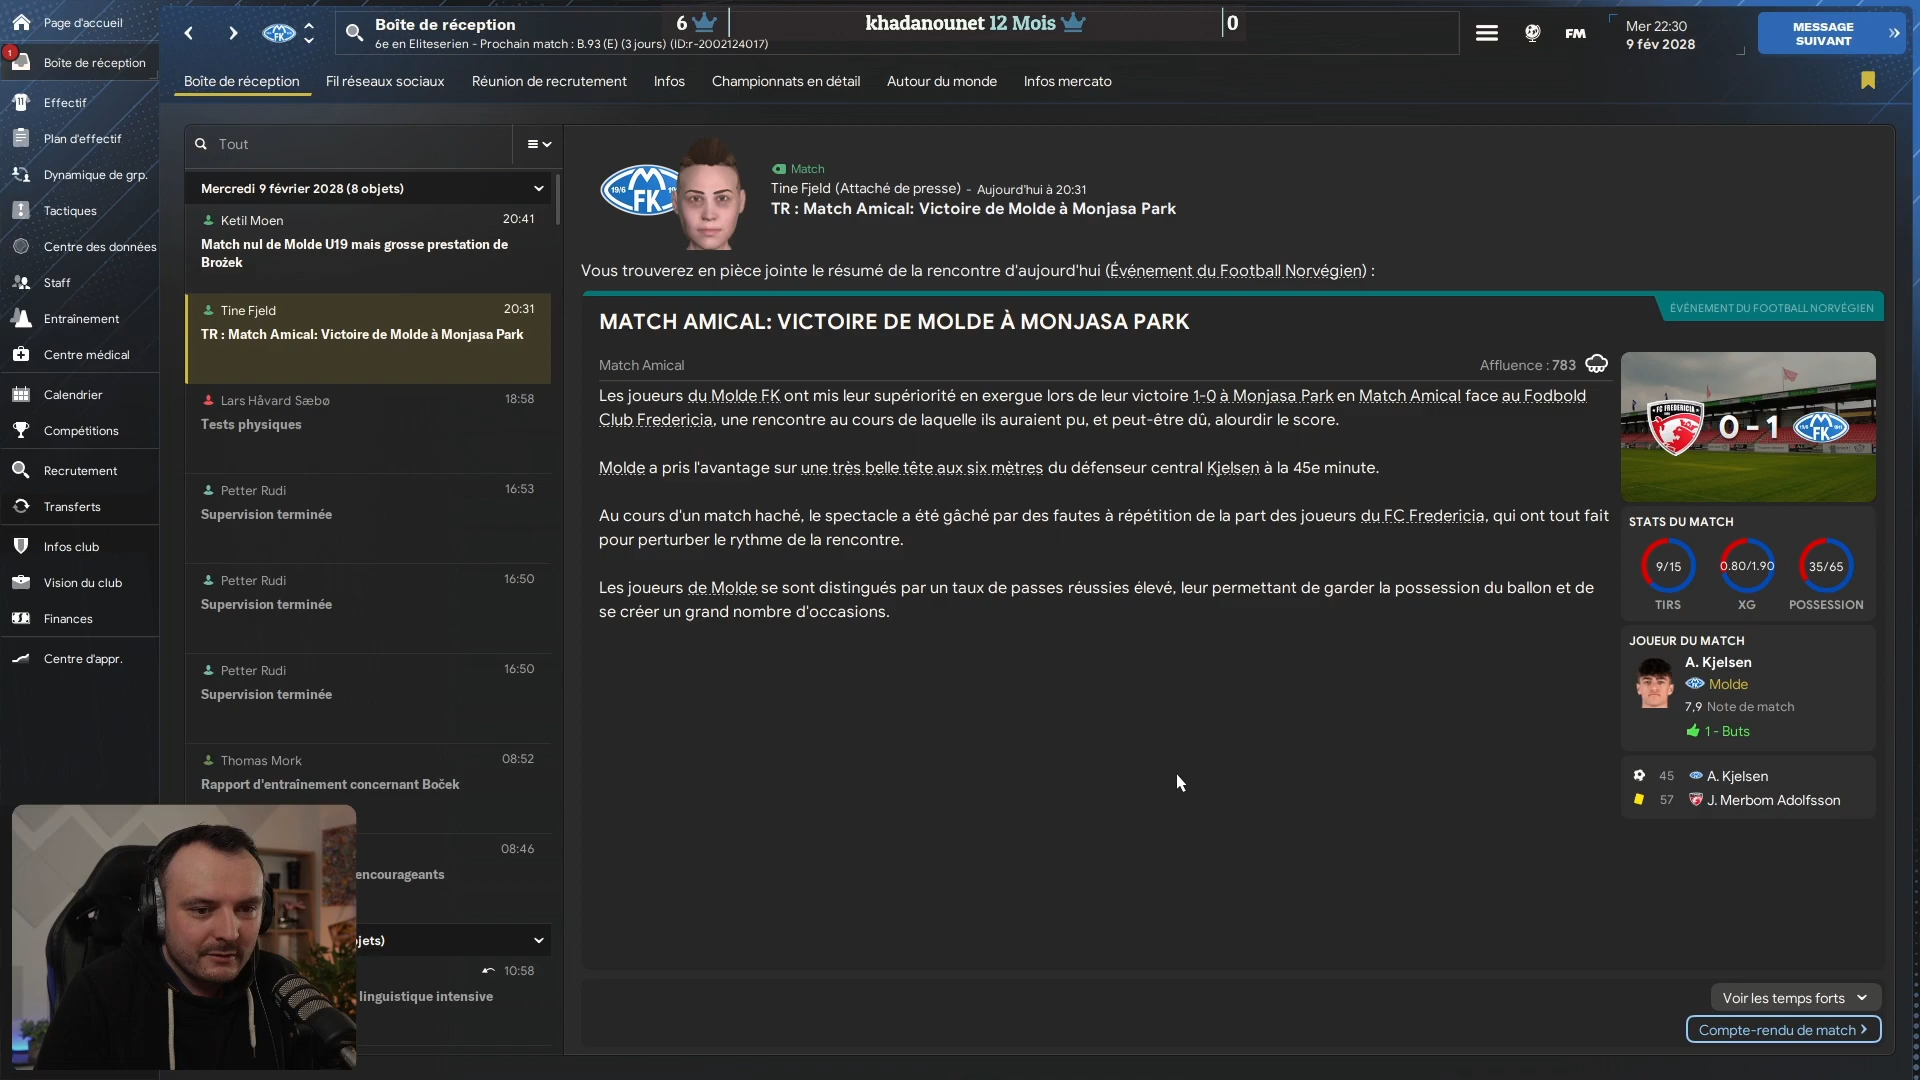 Page d'accueil
1
Boîte de réception
Effectif
Plan d'effectif
Dynamique de grp.
Tactiques
Centre des données
Staff
Entraînement
Centre médical
Calendrier
Compétitions
Recrutement
Transferts
Infos club
Vision du club
Finances
Centre d'appr.
Boîte de réception
6e en Eliteserien - Prochain match : B.93 (E) (3 jours) (ID:r-2002124017)
6
khadanounet 12 Mois
0
FM
Mer 22:30
9 fév 2028
MESSAGE
SUIVANT
Boîte de réception
Fil réseaux sociaux
Réunion de recrutement
Infos
Championnats en détail
Autour du monde
Infos mercato
Tout
Mercredi 9 février 2028 (8 objets)
Ketil Moen
20:41
Match nul de Molde U19 mais grosse prestation de
Brożek
Tine Fjeld
20:31
TR : Match Amical: Victoire de Molde à Monjasa Park
Lars Håvard Sæbø
18:58
Tests physiques
Petter Rudi
16:53
Supervision terminée
Petter Rudi
16:50
Supervision terminée
Petter Rudi
16:50
Supervision terminée
Thomas Mork
08:52
Rapport d'entraînement concernant Boček
08:46
encourageants
jets)
10:58
linguistique intensive
Match
Tine Fjeld (Attaché de presse) - Aujourd'hui à 20:31
TR : Match Amical: Victoire de Molde à Monjasa Park
Vous trouverez en pièce jointe le résumé de la rencontre d'aujourd'hui (Événement du Football Norvégien) :
ÉVÉNEMENT DU FOOTBALL NORVÉGIEN
MATCH AMICAL: VICTOIRE DE MOLDE À MONJASA PARK
Match Amical
Affluence : 783
Les joueurs du Molde FK ont mis leur supériorité en exergue lors de leur victoire 1-0 à Monjasa Park en Match Amical face au Fodbold
Club Fredericia, une rencontre au cours de laquelle ils auraient pu, et peut-être dû, alourdir le score.
Molde a pris l'avantage sur une très belle tête aux six mètres du défenseur central Kjelsen à la 45e minute.
Au cours d'un match haché, le spectacle a été gâché par des fautes à répétition de la part des joueurs du FC Fredericia, qui ont tout fait
pour perturber le rythme de la rencontre.
Les joueurs de Molde se sont distingués par un taux de passes réussies élevé, leur permettant de garder la possession du ballon et de
se créer un grand nombre d'occasions.
0 - 1
STATS DU MATCH
9/15
0.80/1.90
35/65
TIRS
XG
POSSESSION
JOUEUR DU MATCH
A. Kjelsen
Molde
7,9 Note de match
1 - Buts
45 A. Kjelsen
57 J. Merbom Adolfsson
Voir les temps forts
Compte-rendu de match